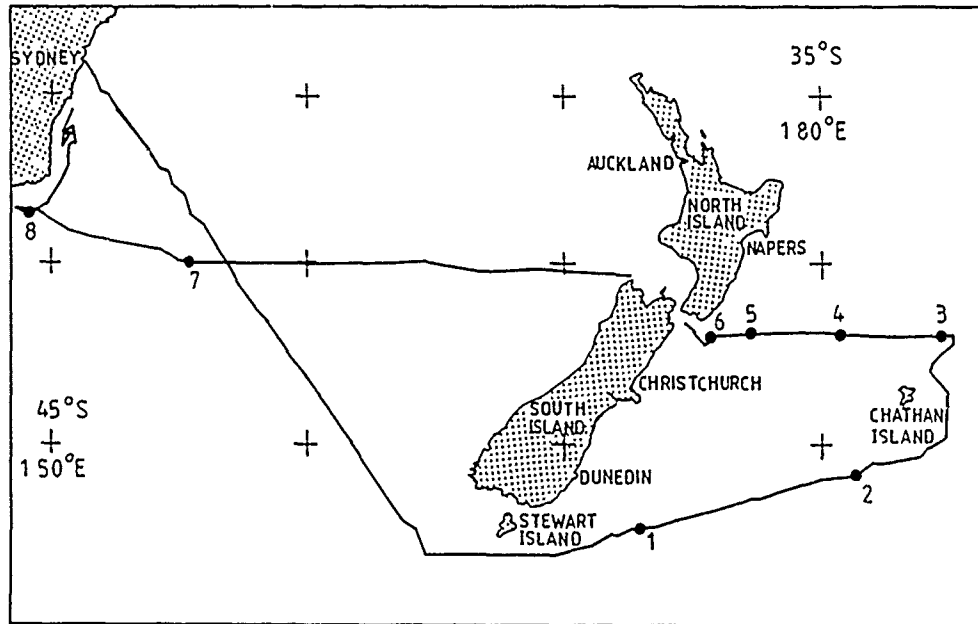 SYDNEY
35°S
180°E
AUCKLAND
NORTH
ISLAND
NAPERS
8
7
6
5
4
3
CHRISTCHURCH
45°S
150°E
SOUTH
ISLAND
CHATHAN
ISLAND
DUNEDIN
2
STEWART
ISLAND
1